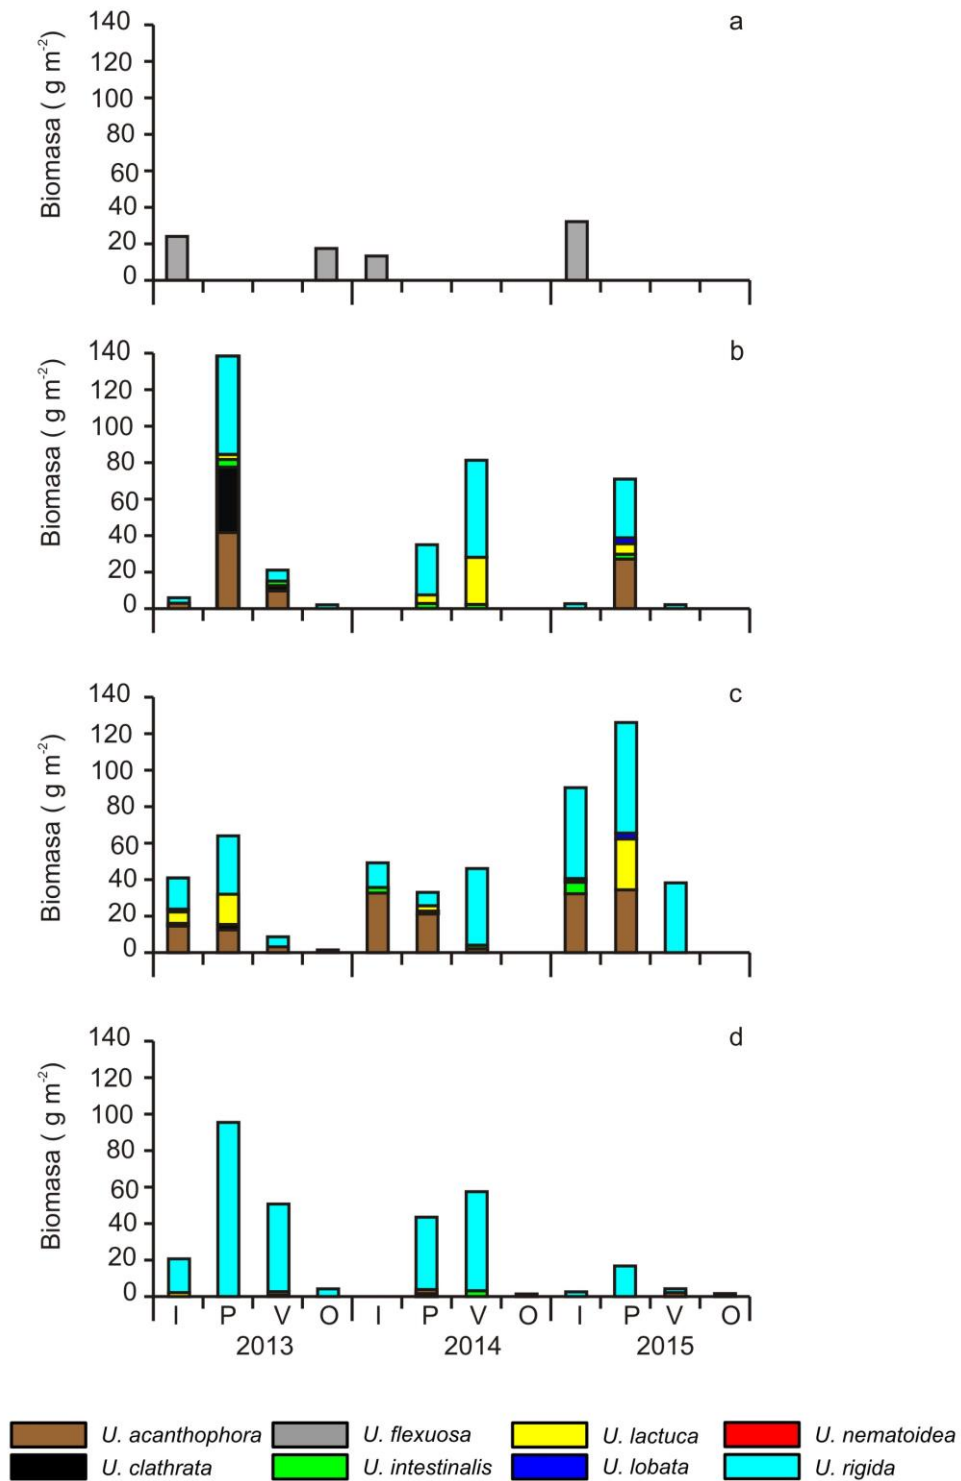 a
Biomasa ( g m-2)
140
120
100
80
60
40
20
0
b
Biomasa ( g m-2)
140
120
100
80
60
40
20
0
c
Biomasa ( g m-2)
140
120
100
80
60
40
20
0
d
Biomasa ( g m-2)
140
120
100
80
60
40
20
0
I P V O I P V O I P V O
2013 2014 2015
U. acanthophora U. flexuosa U. lactuca U. nematoidea
U. clathrata U. intestinalis U. lobata U. rigida